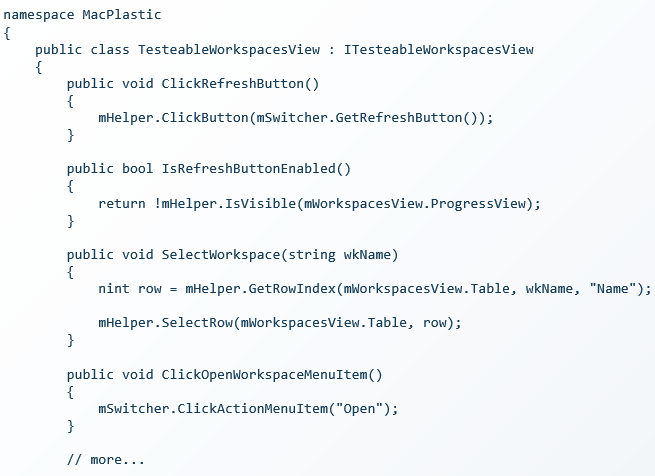 namespace MacPlastic
{
    public class TesteableWorkspacesView : ITesteableWorkspacesView
    {
        public void ClickRefreshButton()
        {
            mHelper.ClickButton(mSwitcher.GetRefreshButton());
        }

        public bool IsRefreshButtonEnabled()
        {
            return !mHelper.IsVisible(mWorkspacesView.ProgressView);
        }

        public void SelectWorkspace(string wkName)
        {
            nint row = mHelper.GetRowIndex(mWorkspacesView.Table, wkName, "Name");

            mHelper.SelectRow(mWorkspacesView.Table, row);
        }

        public void ClickOpenWorkspaceMenuItem()
        {
            mSwitcher.ClickActionMenuItem("Open");
        }

        // more...